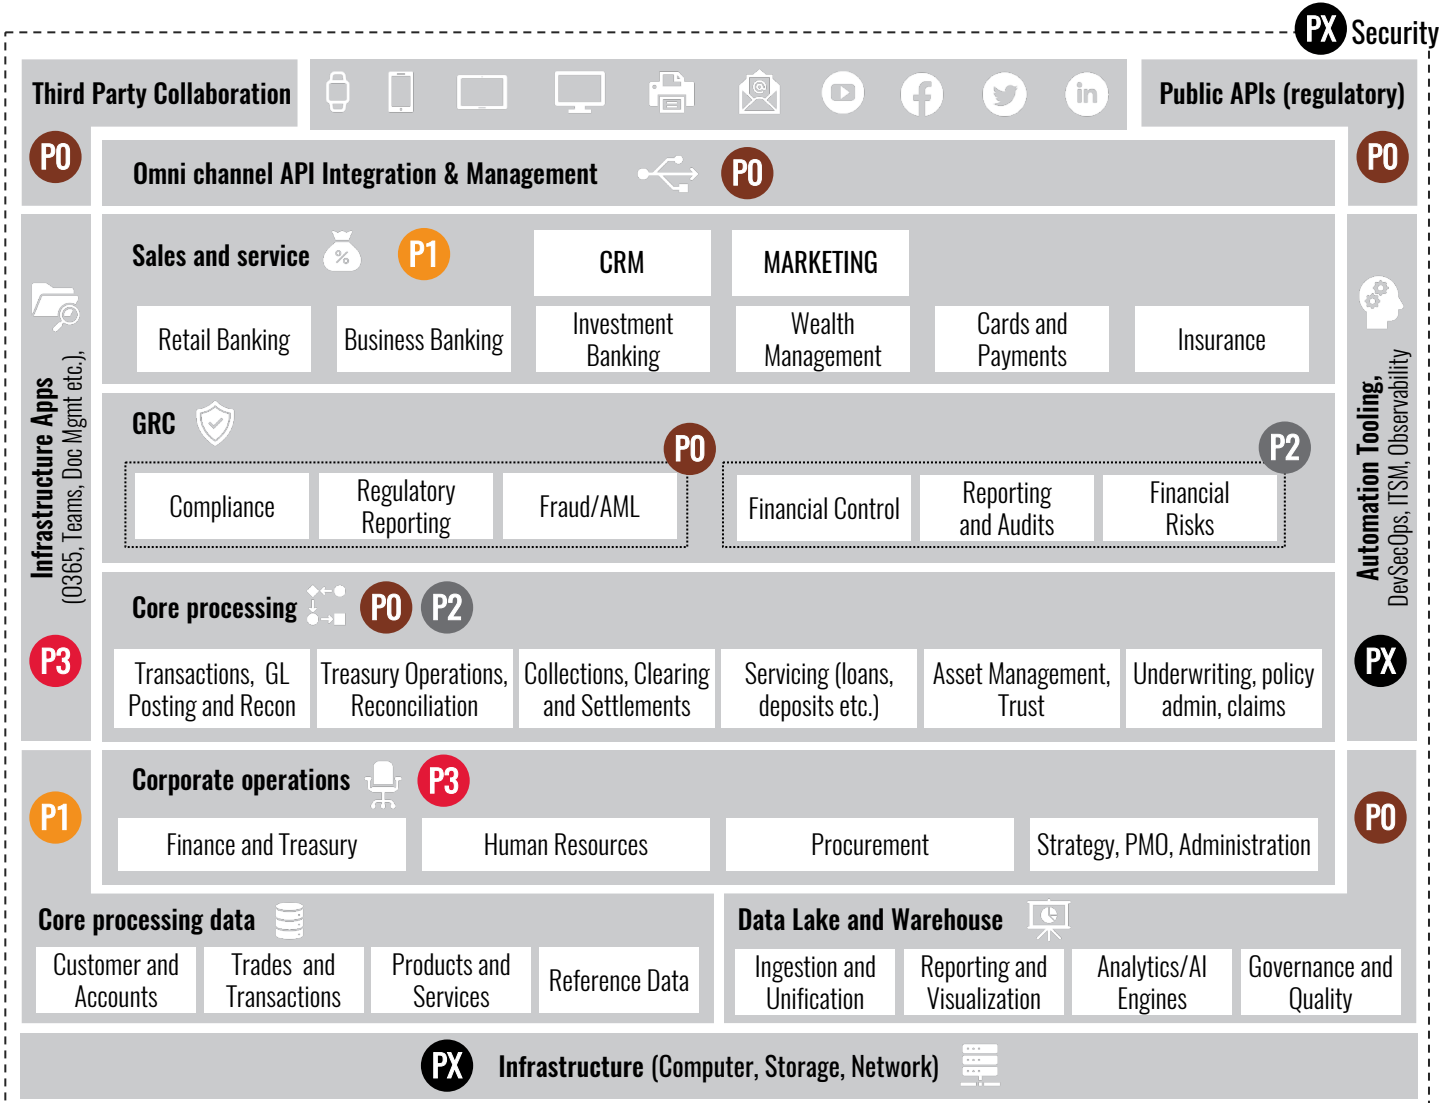 PX Security
Third Party Collaboration
Public APIs (regulatory)
P0
P0
Omni channel API Integration & Management
P0
Sales and service
P1
CRM
MARKETING
Retail Banking
Business Banking
Investment
Banking
Wealth
Management
Cards and
Payments
Insurance
Infrastructure Apps
(O365, Teams, Doc Mgmt etc.),
P3
GRC
P0
Compliance
Regulatory
Reporting
Fraud/AML
P2
Financial Control
Reporting
and Audits
Financial
Risks
Automation Tooling,
DevSecOps, ITSM, Observability
PX
Core processing
P0
P2
Transactions, GL
Posting and Recon
Treasury Operations,
Reconciliation
Collections, Clearing
and Settlements
Servicing (loans,
deposits etc.)
Asset Management,
Trust
Underwriting, policy
admin, claims
Corporate operations
P3
Finance and Treasury
Human Resources
Procurement
Strategy, PMO, Administration
P1
Core processing data
Customer and
Accounts
Trades and
Transactions
Products and
Services
Reference Data
P0
Data Lake and Warehouse
Ingestion and
Unification
Reporting and
Visualization
Analytics/AI
Engines
Governance and
Quality
PX
Infrastructure (Computer, Storage, Network)